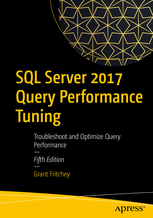 SQL Server 2017
Query Performance
Tuning
Troubleshoot and Optimize Query
Performance
—
Fifth Edition
—
Grant Fritchey
Apress®